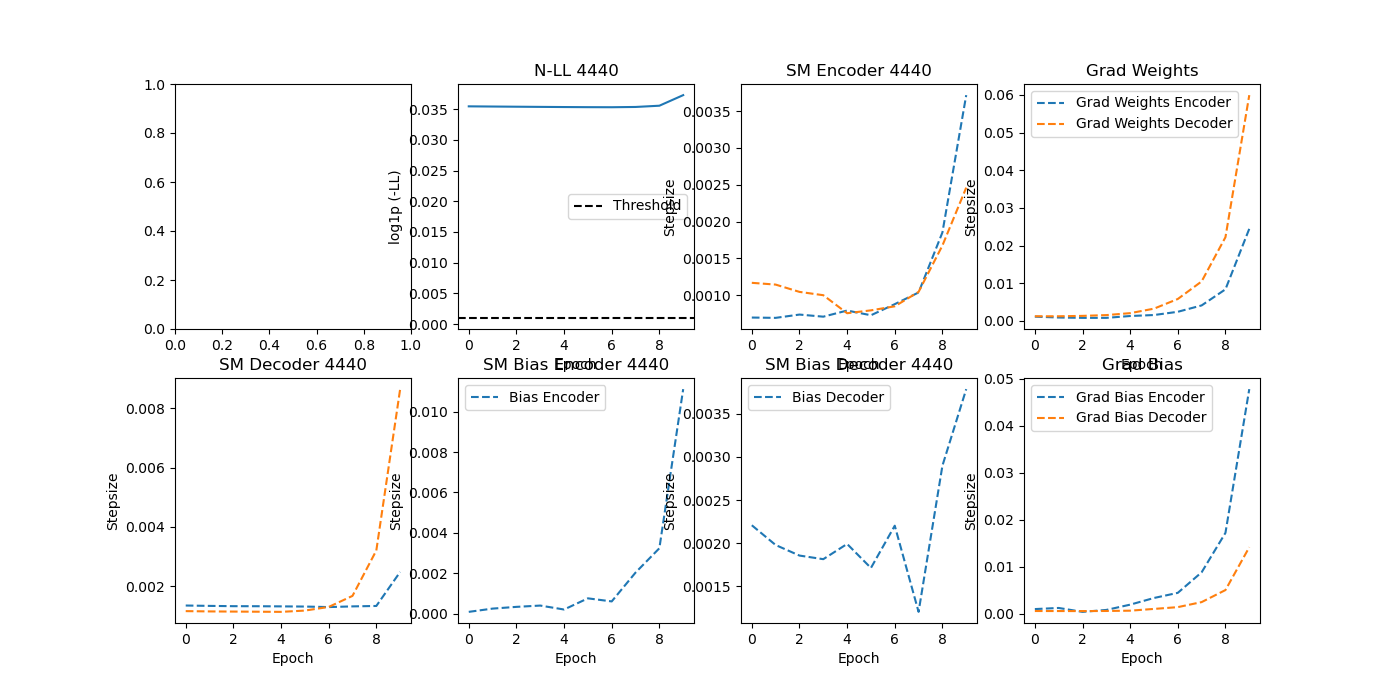 1.0
0.8
0.6
0.4
0.2
0.0
0.0 0.2 0.4 0.6 0.8 1.0
N-LL 4440
log1p (-LL)
0.035
0.030
0.025
0.020
0.015
0.010
0.005
0.000
Threshold
0 2 4 6 8
Epoch
SM Encoder 4440
Stepsize
0.0035
0.0030
0.0025
0.0020
0.0015
0.0010
0 2 4 6 8
Epoch
Grad Weights
Stepsize
0.06
0.05
0.04
0.03
0.02
0.01
0.00
Grad Weights Encoder
Grad Weights Decoder
0 2 4 6 8
Epoch
SM Decoder 4440
Stepsize
0.008
0.006
0.004
0.002
0 2 4 6 8
Epoch
SM Bias Encoder 4440
Stepsize
0.010
0.008
0.006
0.004
0.002
0.000
Bias Encoder
0 2 4 6 8
Epoch
SM Bias Decoder 4440
Stepsize
0.0035
0.0030
0.0025
0.0020
0.0015
Bias Decoder
0 2 4 6 8
Epoch
Grad Bias
Stepsize
0.05
0.04
0.03
0.02
0.01
0.00
Grad Bias Encoder
Grad Bias Decoder
0 2 4 6 8
Epoch